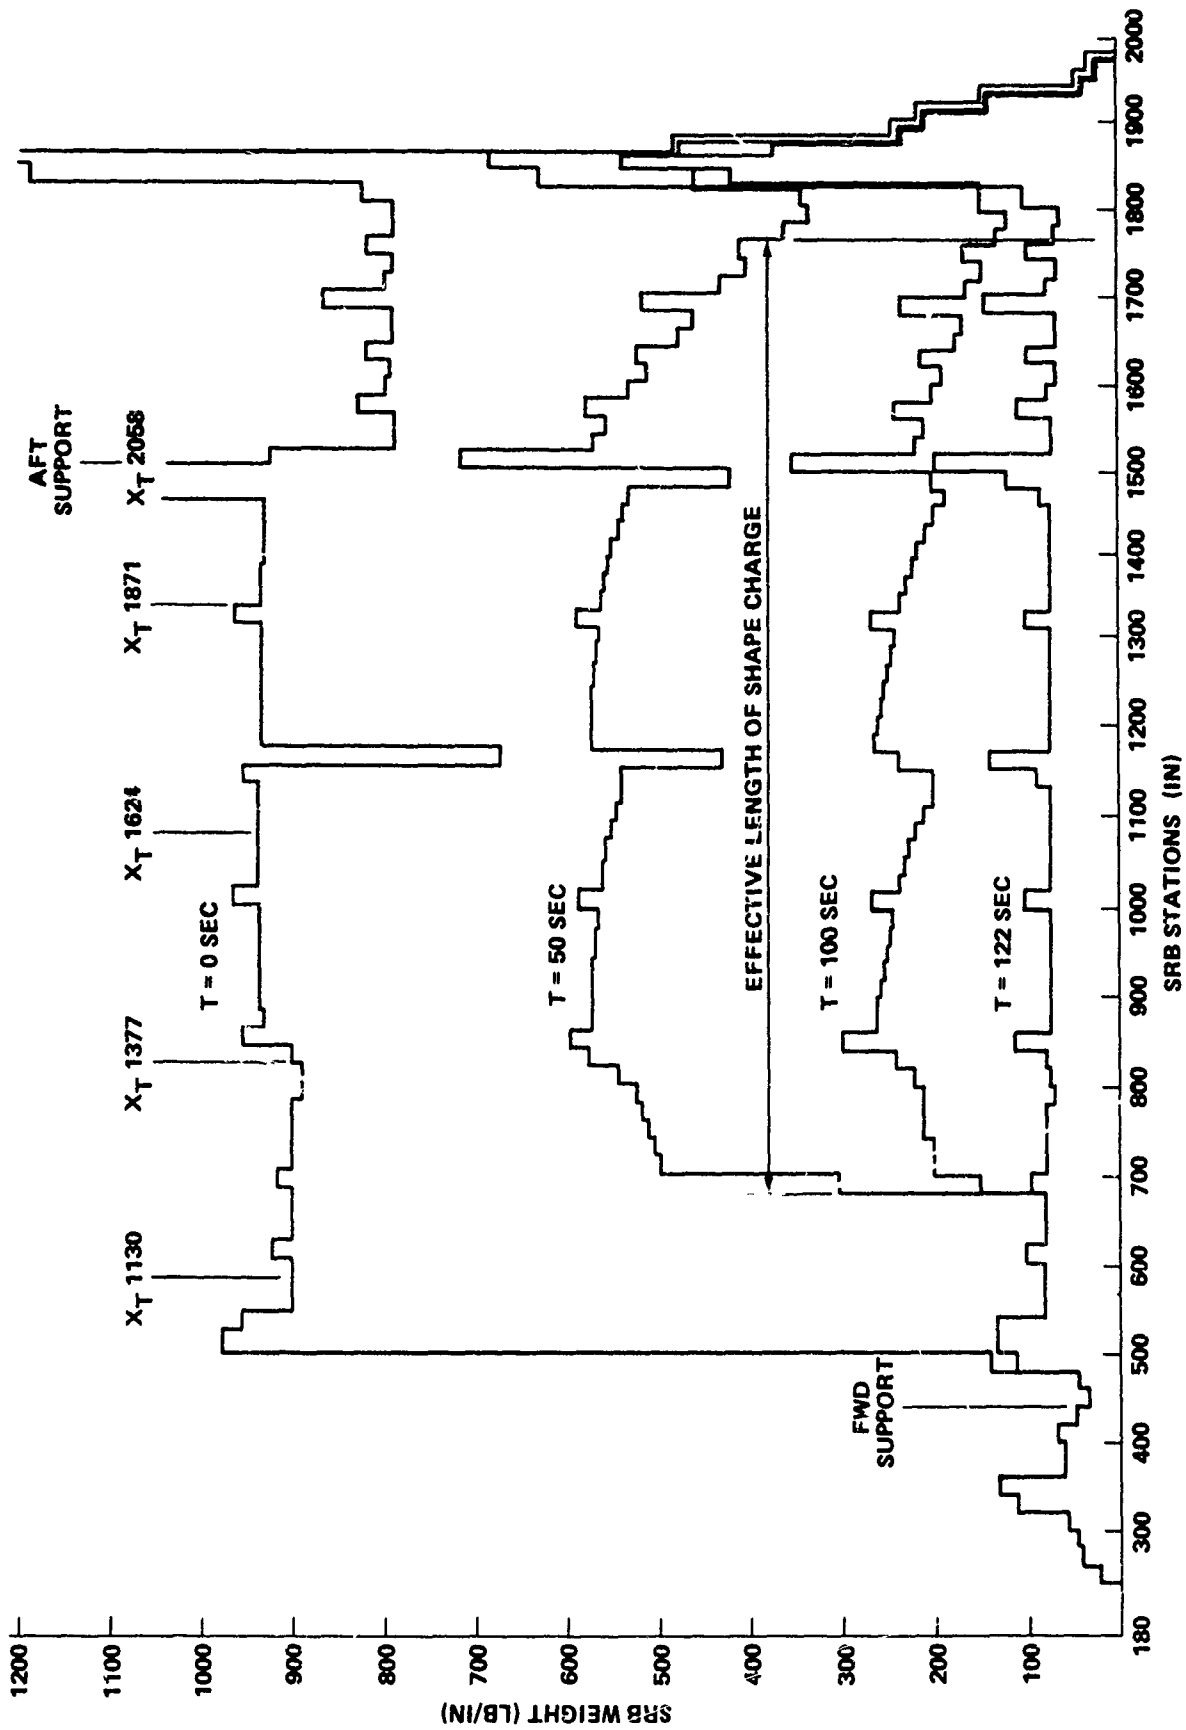 1200
1100
1000
900
800
700
600
500
400
300
200
100
SRB WEIGHT (LB/IN)
AFT
SUPPORT
X_T 2058
X_T 1871
X_T 1624
X_T 1377
X_T 1130
T = 0 SEC
T = 50 SEC
EFFECTIVE LENGTH OF SHAPE CHARGE
T = 100 SEC
T = 122 SEC
FWD
SUPPORT
180
300
400
500
600
700
800
900
1000
1100
1200
1300
1400
1500
1600
1700
1800
1900
2000
SRB STATIONS (IN)